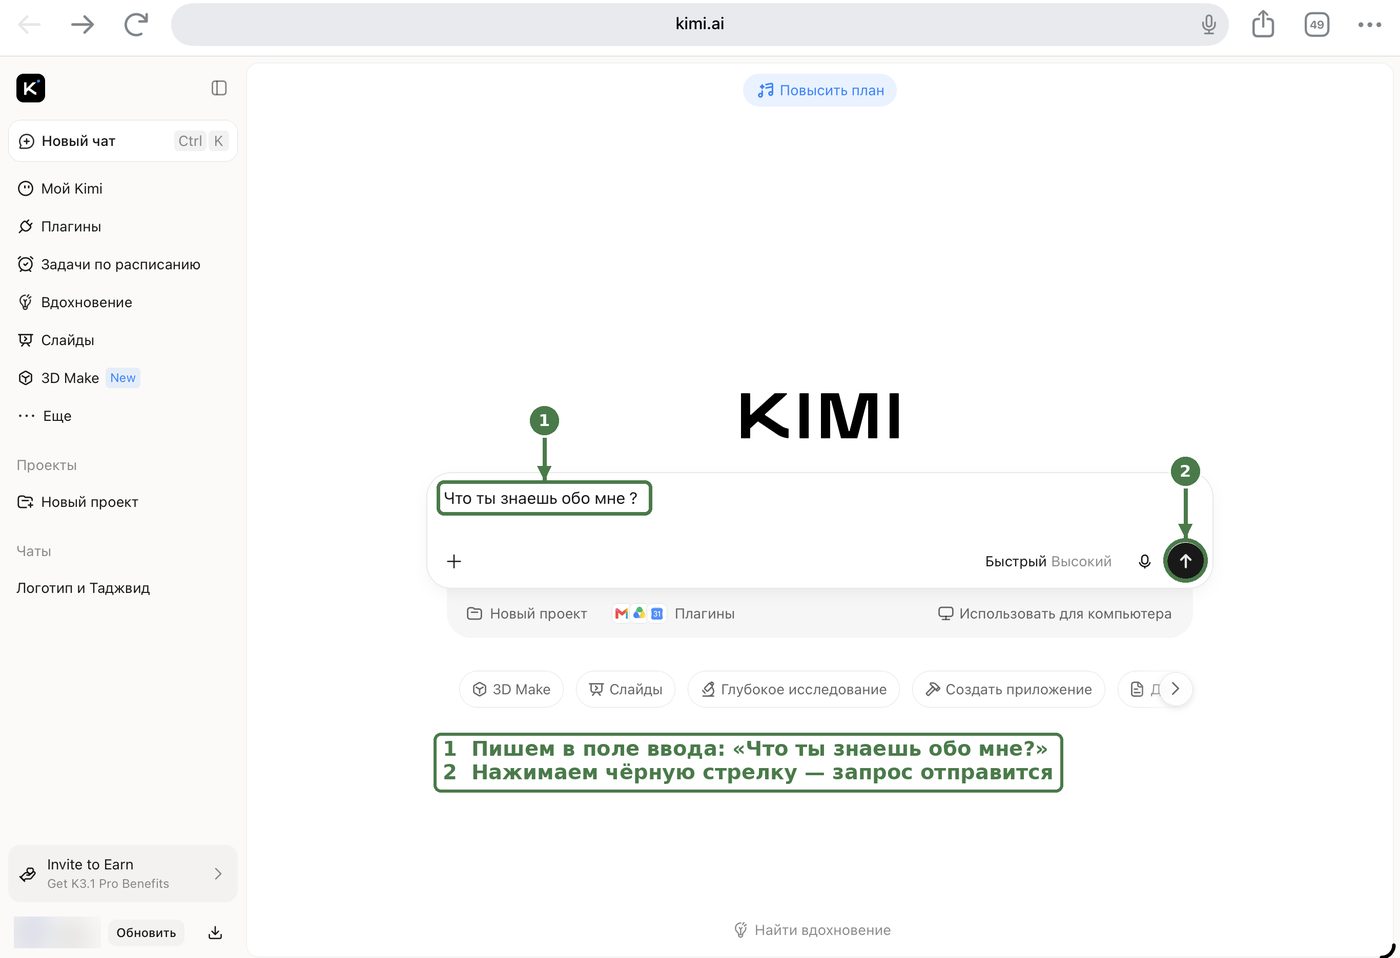 kimi.ai
49
Повысить план
Новый чат Ctrl K
Мой Kimi
Плагины
Задачи по расписанию
Вдохновение
Слайды
3D Make New
Еще
Проекты
Новый проект
Чаты
Логотип и Таджвид
Invite to Earn
Get K3.1 Pro Benefits
Обновить
KIMI
1
2
Что ты знаешь обо мне ?
Быстрый Высокий
Новый проект 31 Плагины Использовать для компьютера
3D Make Слайды Глубокое исследование Создать приложение
1 Пишем в поле ввода: «Что ты знаешь обо мне?»
2 Нажимаем чёрную стрелку — запрос отправится
Найти вдохновение